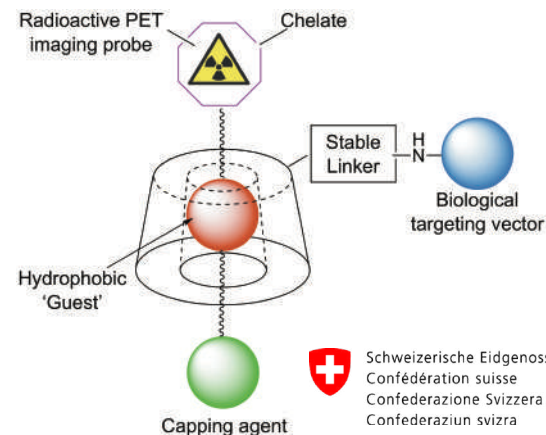 Radioactive PET
imaging probe
Chelate
Stable
Linker
H
N
Biological
targeting vector
Hydrophobic
‘Guest’
Capping agent
Schweizerische Eidgenoss
Confédération suisse
Confederazione Svizzera
Confederaziun svizra